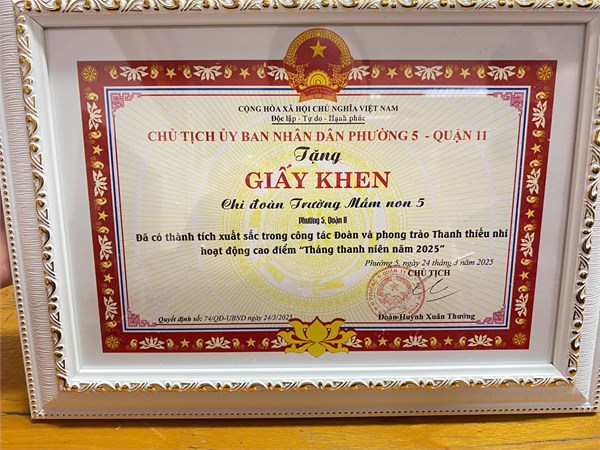 CỘNG HÒA XÃ HỘI CHỦ NGHĨA VIỆT NAM
Độc lập - Tự do - Hạnh phúc
CHỦ TỊCH ỦY BAN NHÂN DÂN PHƯỜNG 5 - QUẬN 11
Tặng
GIẤY KHEN
Chi đoàn Trường Mầm non 5
Phường 5, Quận 11
Đã có thành tích xuất sắc trong công tác Đoàn và phong trào Thanh thiếu nhi
hoạt động cao điểm “Tháng thanh niên năm 2025”
Phường 5, ngày 24 tháng 3 năm 2025
CHỦ TỊCH
Quyết định số: 74/QĐ-UBND ngày 24/3/2025
Đoàn Huỳnh Xuân Thưởng